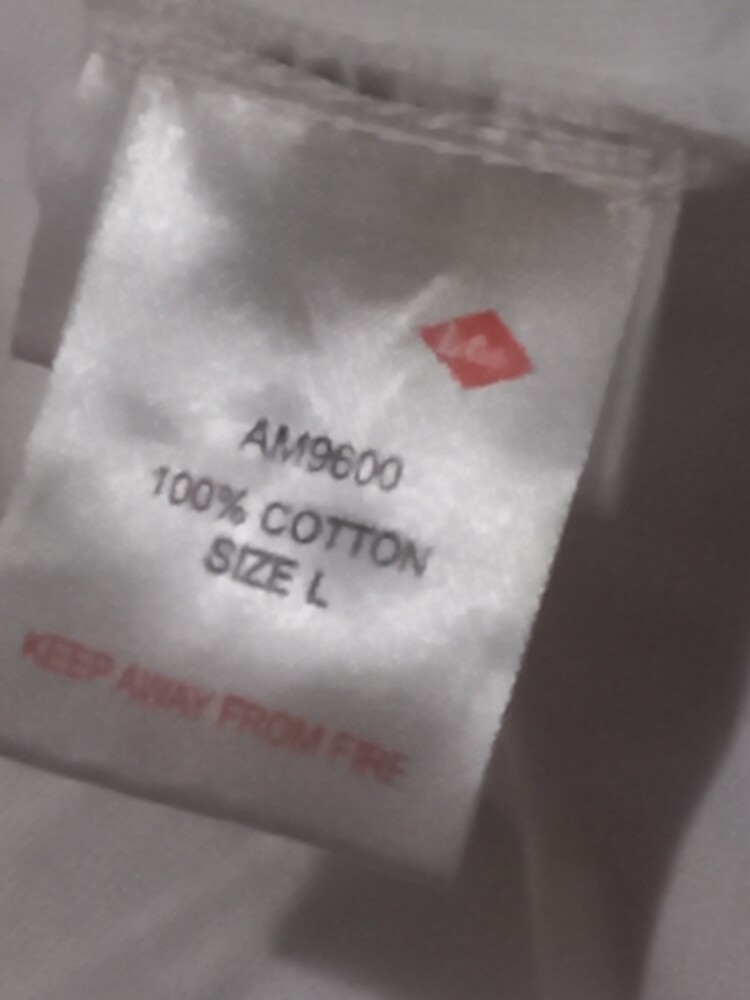 AM9600
100% COTTON
SIZE L
KEEP AWAY FROM FIRE